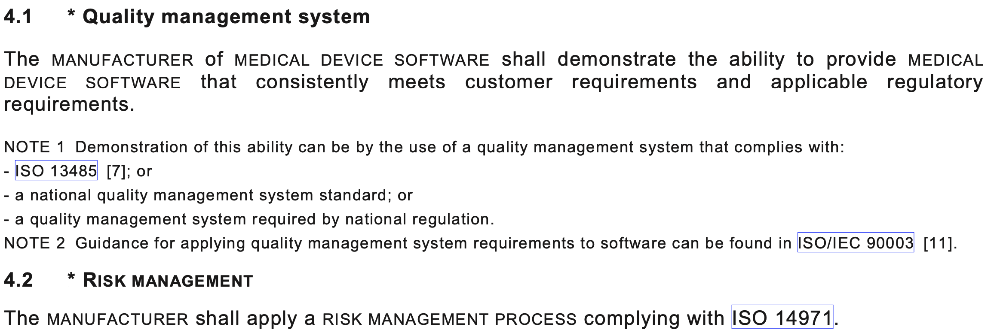 4.1 * Quality management system
The MANUFACTURER of MEDICAL DEVICE SOFTWARE shall demonstrate the ability to provide MEDICAL
DEVICE SOFTWARE that consistently meets customer requirements and applicable regulatory
requirements.
NOTE 1 Demonstration of this ability can be by the use of a quality management system that complies with:
- ISO 13485 [7]; or
- a national quality management system standard; or
- a quality management system required by national regulation.
NOTE 2 Guidance for applying quality management system requirements to software can be found in ISO/IEC 90003 [11].
4.2 * RISK MANAGEMENT
The MANUFACTURER shall apply a RISK MANAGEMENT PROCESS complying with ISO 14971.